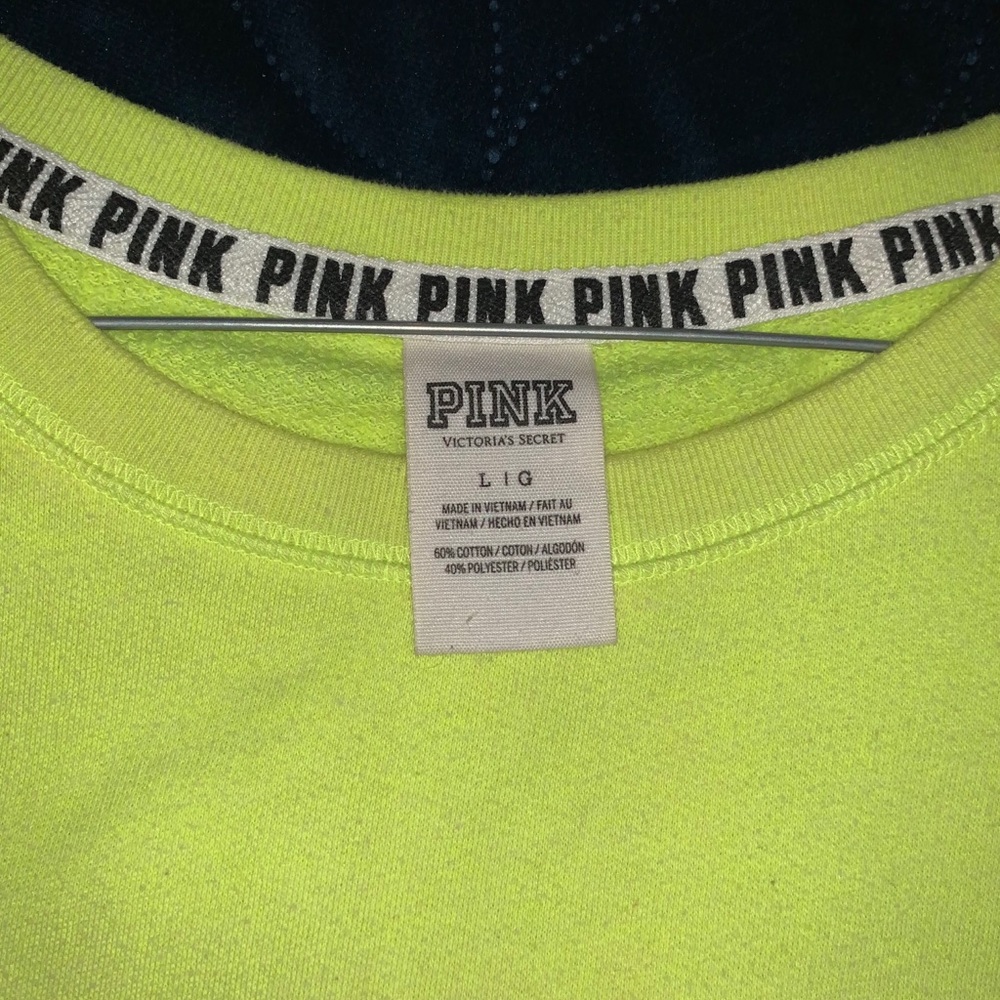 PINK PINK PINK PINK PINK PINK
PINK
VICTORIA'S SECRET
L | G
MADE IN VIETNAM / FAIT AU
VIETNAM / HECHO EN VIETNAM
60% COTTON / COTON / ALGODÓN
40% POLYESTER / POLIÉSTER